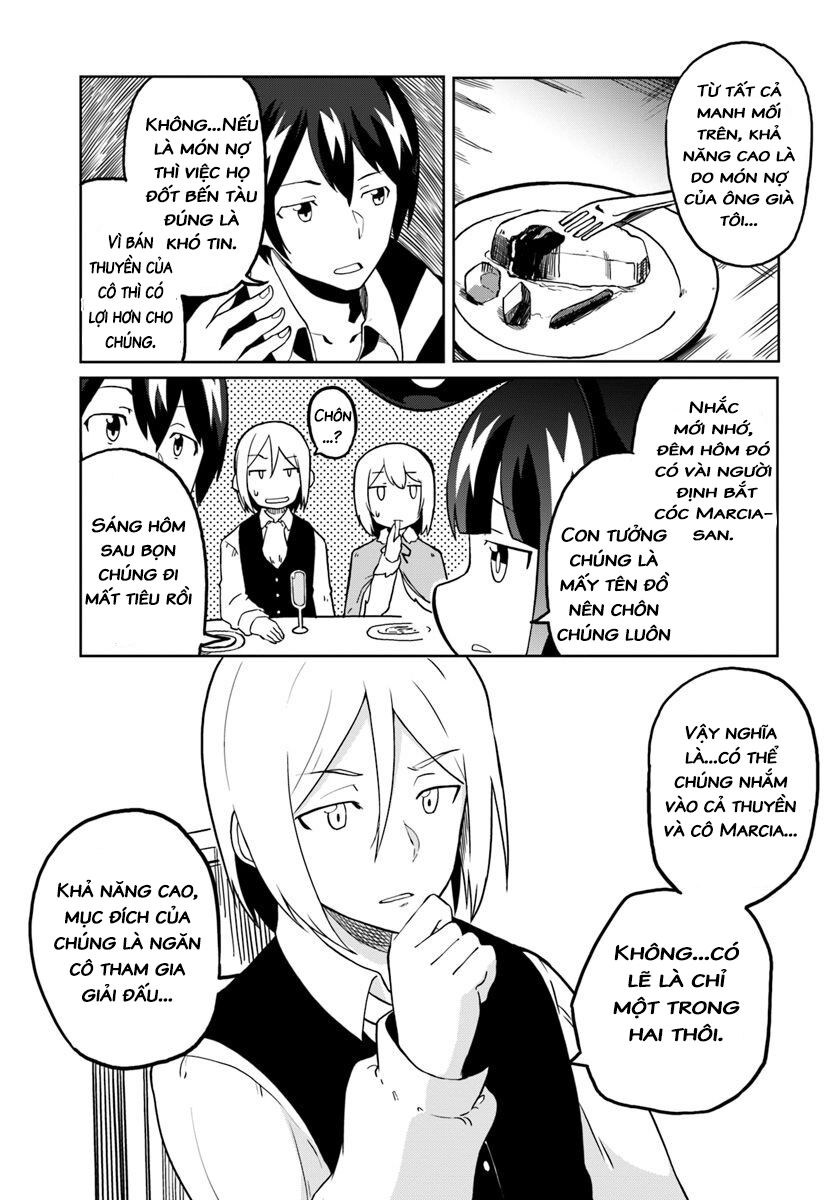 Từ tất cả
manh mối
trên, khả
năng cao là
do món nợ
của ông già
tôi...
Không...Nếu
là món nợ
thì việc họ
đốt bến tàu
đúng là
khó tin.
Vì bán
thuyền của
cô thì có
lợi hơn cho
chúng.
Nhắc
mới nhớ,
đêm hôm đó
có vài người
định bắt
cóc Marcia-
san.
Con tưởng
chúng là
mấy tên đồ
nên chôn
chúng luôn
Chôn
...?
Sáng hôm
sau bọn
chúng đi
mất tiêu rồi
Vậy nghĩa
là...có thể
chúng nhắm
vào cả thuyền
và cô Marcia...
Không...có
lẽ là chỉ
một trong
hai thôi.
Khả năng cao,
mục đích của
chúng là ngăn
cô tham gia
giải đấu...